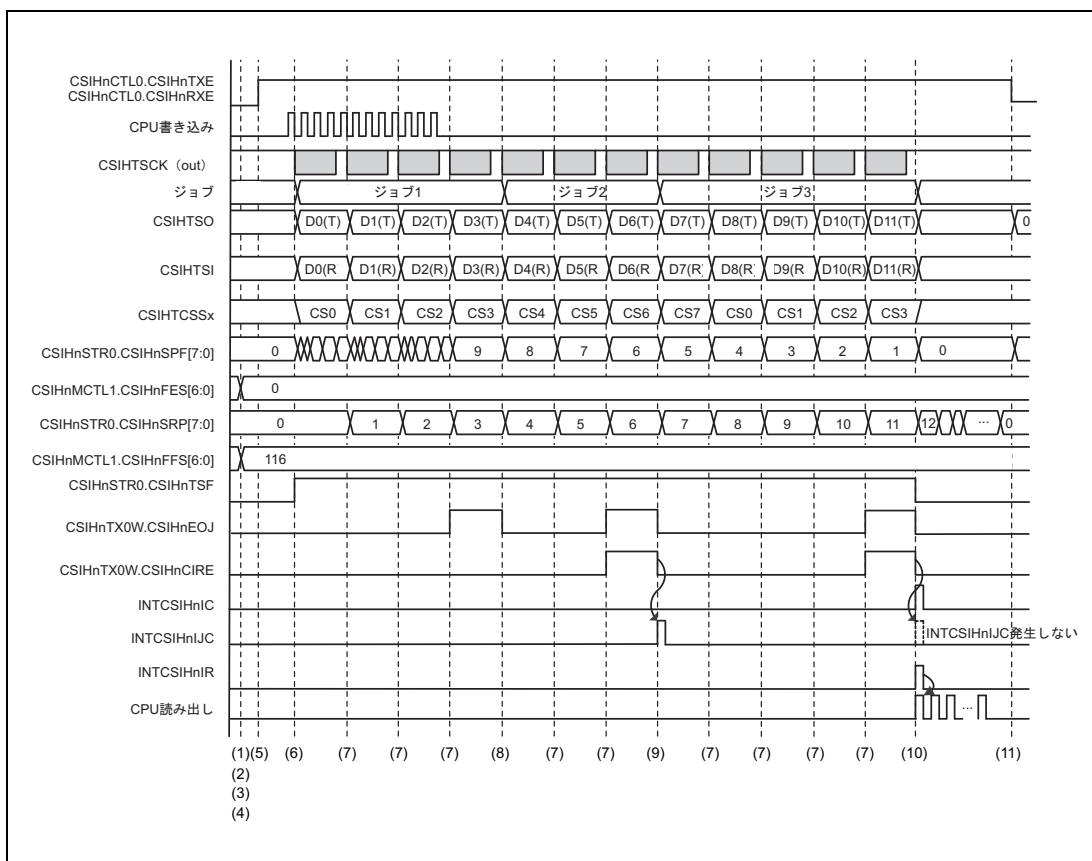 CSIHnCTL0.CSIHnTXE
CSIHnCTL0.CSIHnRXE
CPU書き込み
CSIHTSCK（out）
ジョブ ジョブ1 ジョブ2 ジョブ3
CSIHTSO D0(T) D1(T) D2(T) D3(T) D4(T) D5(T) D6(T) D7(T) D8(T) D9(T) D10(T) D11(T) 0
CSIHTSI D0(R D1(R) D2(R) D3(R) D4(R) D5(R D6(R D7(R) D8(R) D9(R D10(R) D11(R)
CSIHTCSSx CS0 CS1 CS2 CS3 CS4 CS5 CS6 CS7 CS0 CS1 CS2 CS3
CSIHnSTR0.CSIHnSPF[7:0] 0 9 8 7 6 5 4 3 2 1 0
CSIHnMCTL1.CSIHnFES[6:0] 0
CSIHnSTR0.CSIHnSRP[7:0] 0 1 2 3 4 5 6 7 8 9 10 11 12 ... 0
CSIHnMCTL1.CSIHnFFS[6:0] 116
CSIHnSTR0.CSIHnTSF
CSIHnTX0W.CSIHnEOJ
CSIHnTX0W.CSIHnCIRE
INTCSIHnIC
INTCSIHnIJC INTCSIHnIJC発生しない
INTCSIHnIR
CPU読み出し ...
(1)(5) (6) (7) (7) (7) (8) (7) (7) (9) (7) (7) (7) (7) (10) (11)
(2)
(3)
(4)